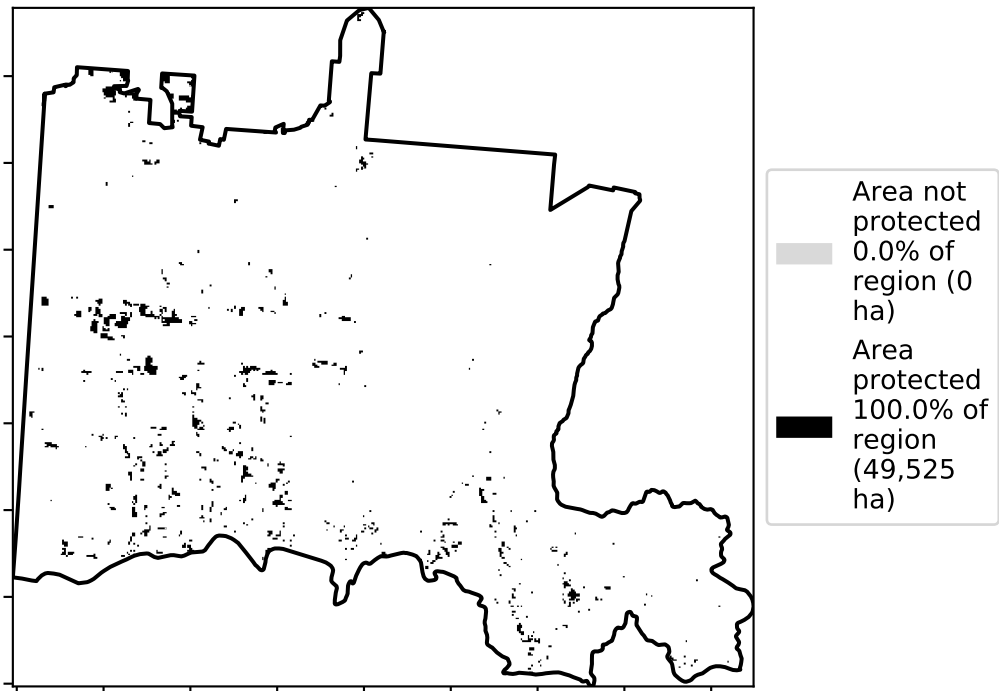 Area not
protected
0.0% of
region (0
ha)
Area
protected
100.0% of
region
(49,525
ha)